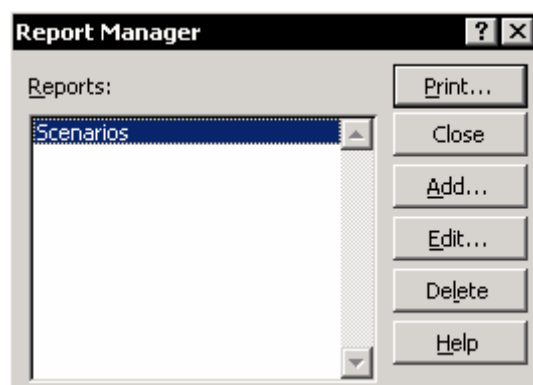 Report Manager ? X
Reports:
Scenarios
Print...
Close
Add...
Edit...
Delete
Help